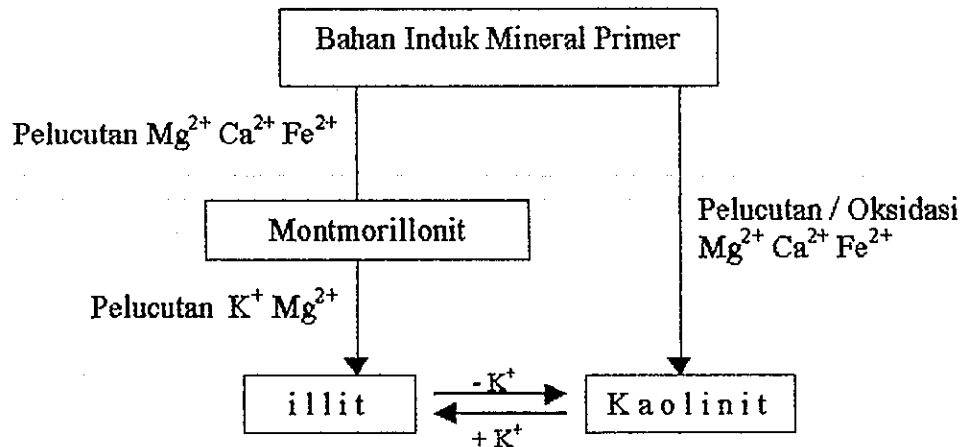 Bahan Induk Mineral Primer
Pelucutan Mg²⁺ Ca²⁺ Fe²⁺
Montmorillonit
Pelucutan / Oksidasi
Mg²⁺ Ca²⁺ Fe²⁺
Pelucutan K⁺ Mg²⁺
illit
- K⁺
+ K⁺
Kaolinit